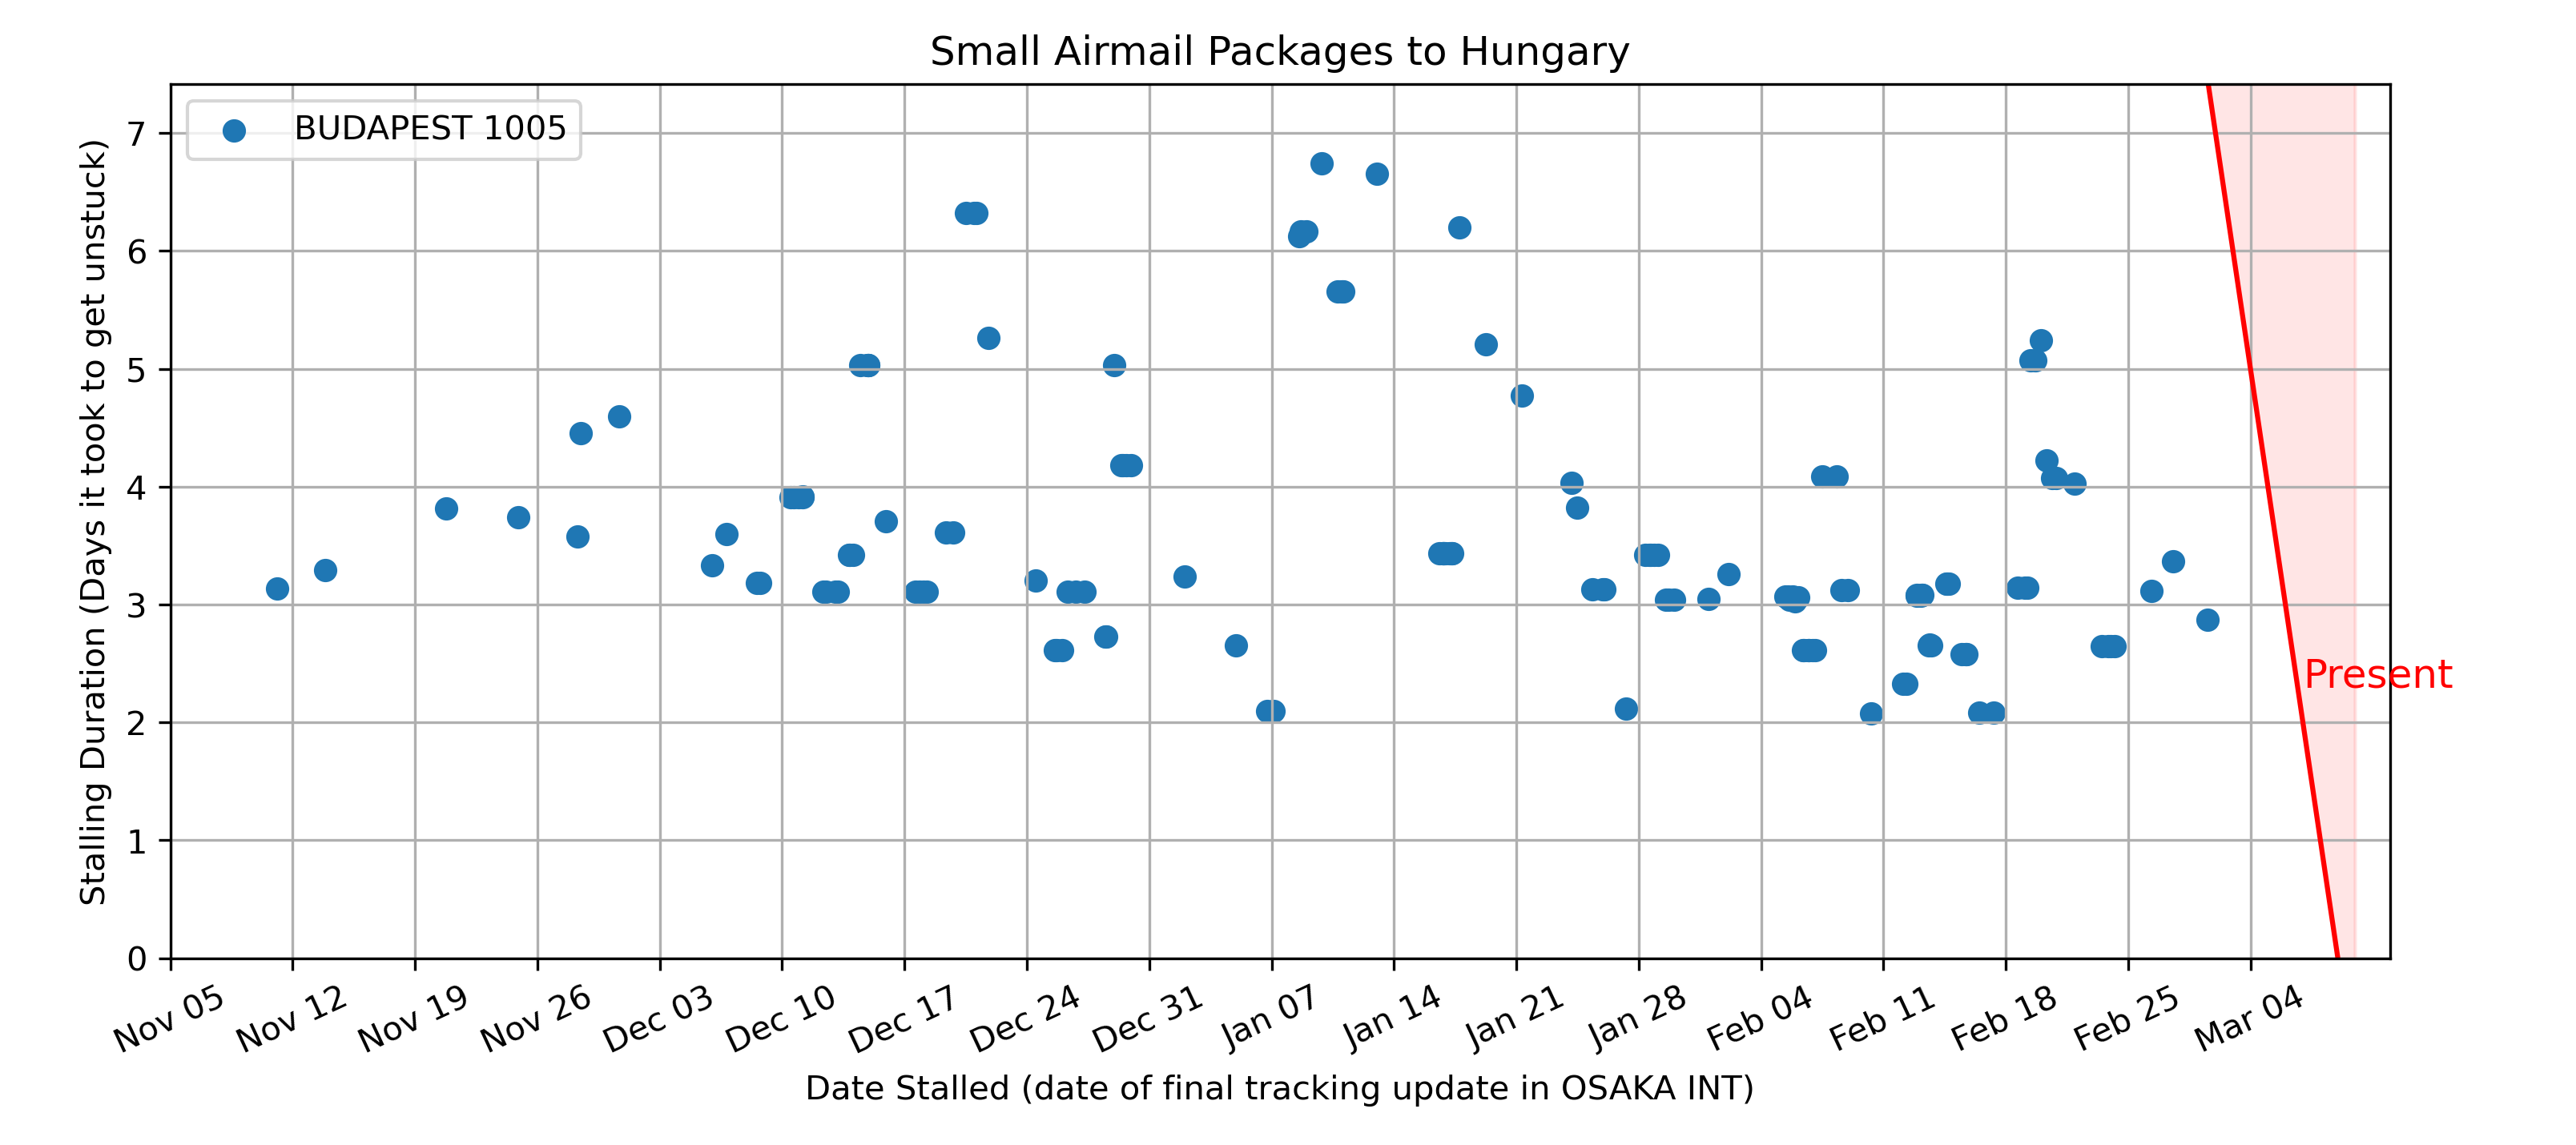 Small Airmail Packages to Hungary
BUDAPEST 1005
Stalling Duration (Days it took to get unstuck)
7
6
5
4
3
2
1
0
Present
Nov 05
Nov 12
Nov 19
Nov 26
Dec 03
Dec 10
Dec 17
Dec 24
Dec 31
Jan 07
Jan 14
Jan 21
Jan 28
Feb 04
Feb 11
Feb 18
Feb 25
Mar 04
Date Stalled (date of final tracking update in OSAKA INT)